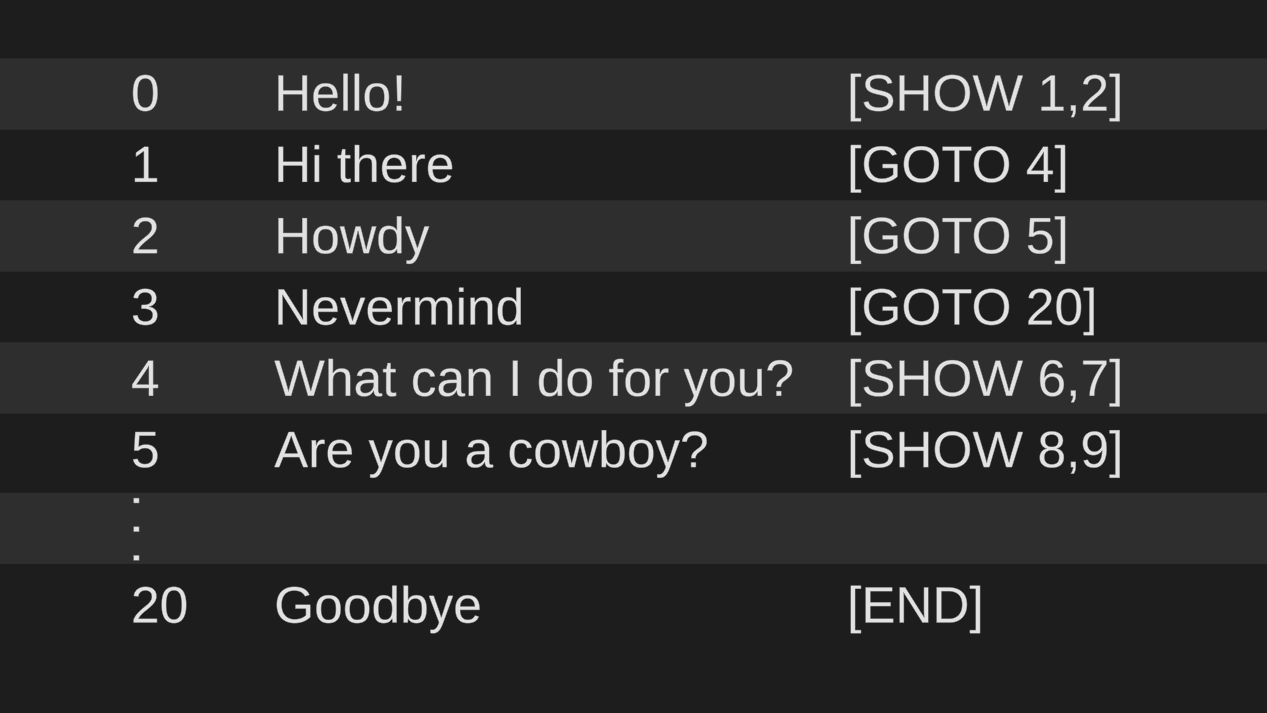 0 Hello! [SHOW 1,2]
1 Hi there [GOTO 4]
2 Howdy [GOTO 5]
3 Nevermind [GOTO 20]
4 What can I do for you? [SHOW 6,7]
5 Are you a cowboy? [SHOW 8,9]
.
.
.
20 Goodbye [END]